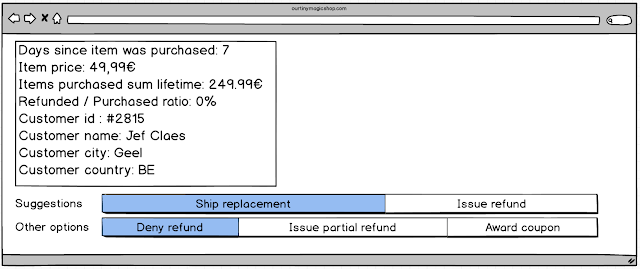 ourtinymagicshop.com
Days since item was purchased: 7
Item price: 49,99€
Items purchased sum lifetime: 249.99€
Refunded / Purchased ratio: 0%
Customer id : #2815
Customer name: Jef Claes
Customer city: Geel
Customer country: BE
Suggestions Ship replacement Issue refund
Other options Deny refund Issue partial refund Award coupon